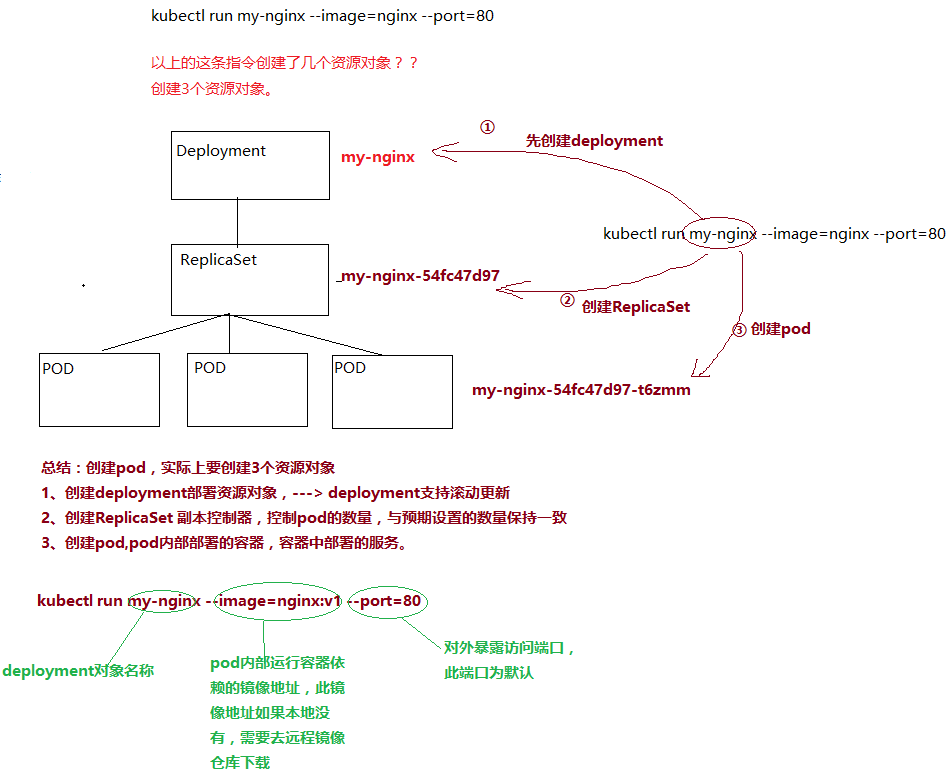 kubectl run my-nginx --image=nginx --port=80
以上的这条指令创建了几个资源对象？？
创建3个资源对象。
①
先创建deployment
Deployment
my-nginx
kubectl run my-nginx --image=nginx --port=80
ReplicaSet
my-nginx-54fc47d97
② 创建ReplicaSet
③ 创建pod
POD
POD
POD
my-nginx-54fc47d97-t6zmm
总结：创建pod，实际上要创建3个资源对象
1、创建deployment部署资源对象，---> deployment支持滚动更新
2、创建ReplicaSet 副本控制器，控制pod的数量，与预期设置的数量保持一致
3、创建pod,pod内部部署的容器，容器中部署的服务。
kubectl run my-nginx --image=nginx:v1 --port=80
deployment对象名称
pod内部运行容器依
赖的镜像地址，此镜
像地址如果本地没
有，需要去远程镜像
仓库下载
对外暴露访问端口，
此端口为默认